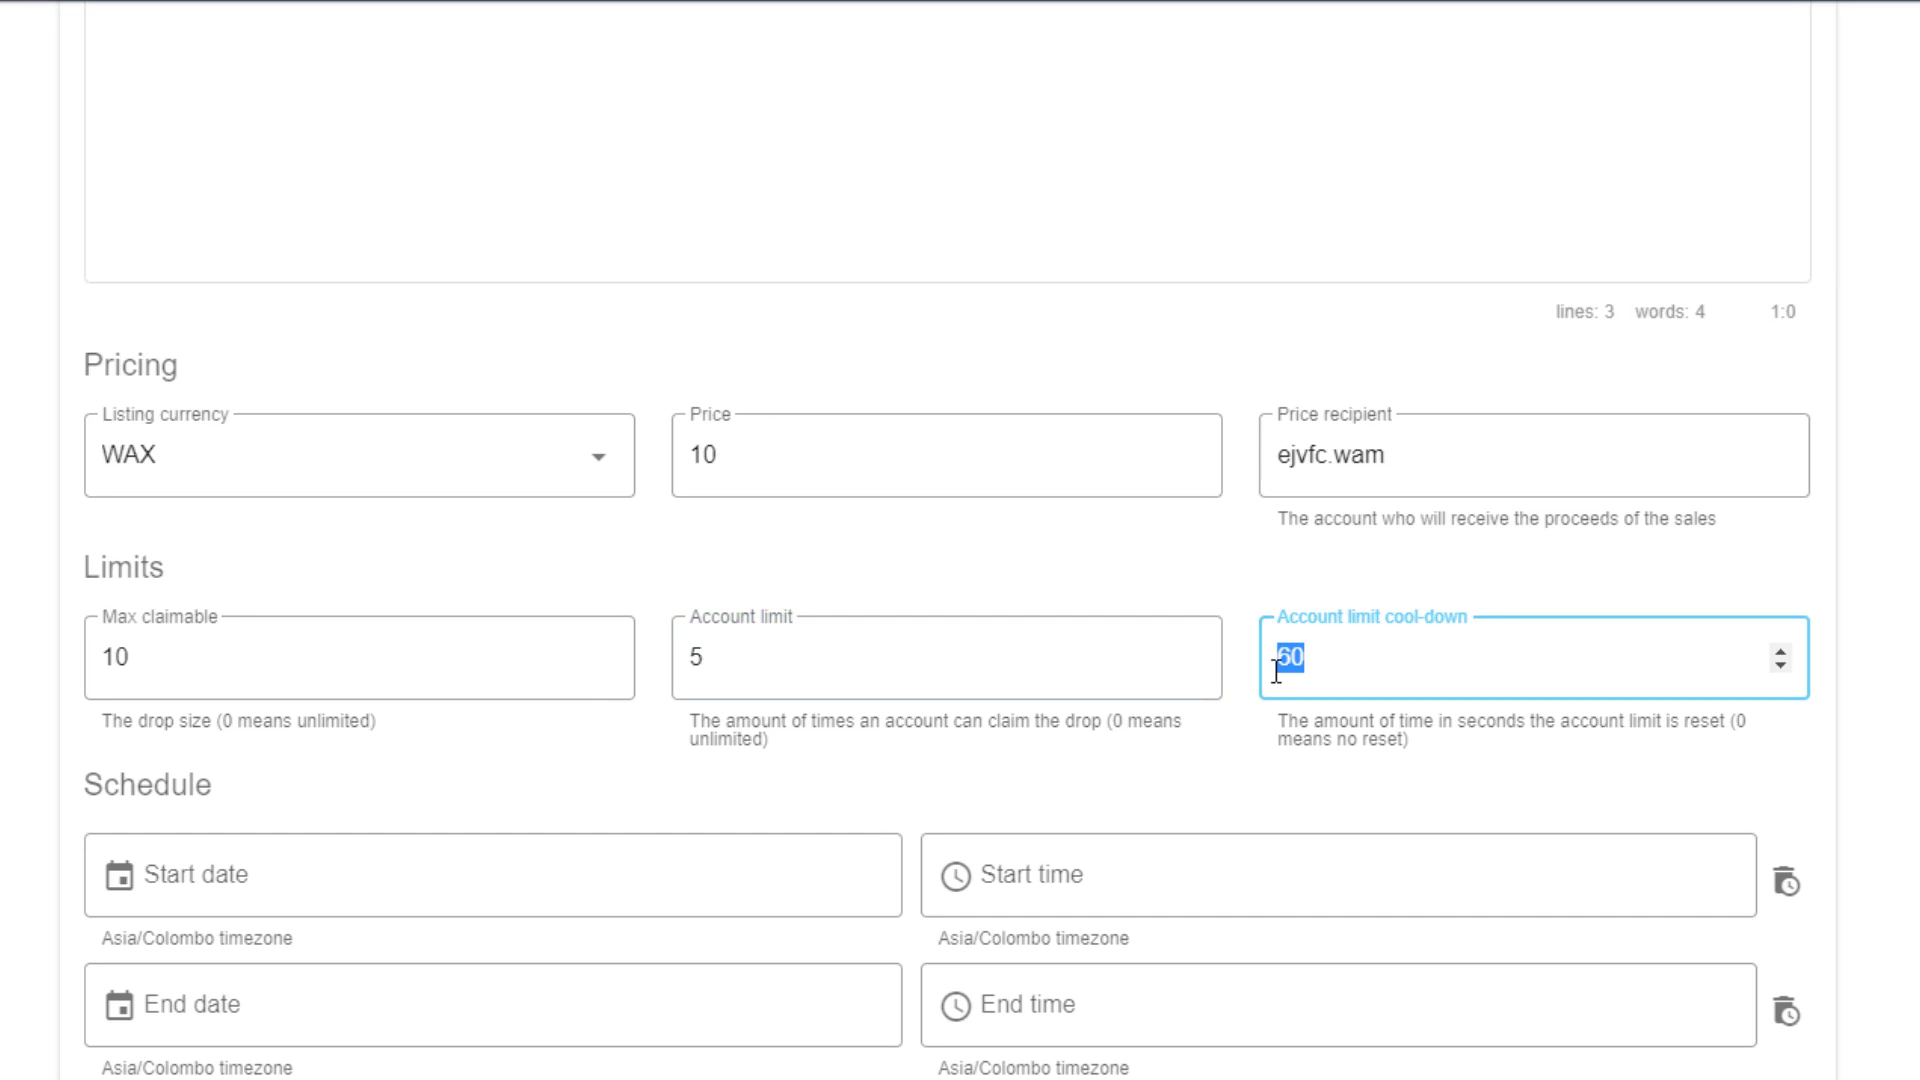 lines: 3 words: 4 1:0
Pricing
Listing currency
WAX
Price
10
Price recipient
ejvfc.wam
The account who will receive the proceeds of the sales
Limits
Max claimable
10
The drop size (0 means unlimited)
Account limit
5
The amount of times an account can claim the drop (0 means
unlimited)
Account limit cool-down
60
The amount of time in seconds the account limit is reset (0
means no reset)
Schedule
Start date
Asia/Colombo timezone
Start time
Asia/Colombo timezone
End date
Asia/Colombo timezone
End time
Asia/Colombo timezone